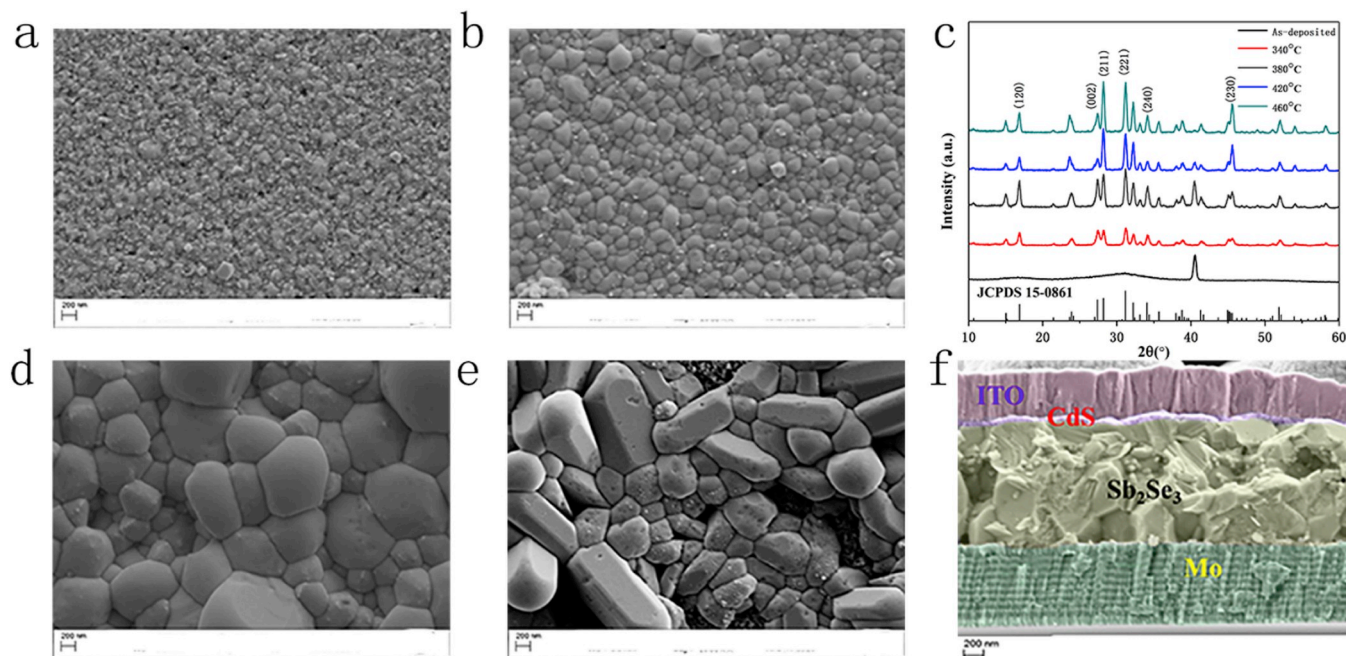 a
200 nm
b
200 nm
c
As-deposited
340°C
380°C
420°C
460°C
(120)
(002)
(211)
(221)
(240)
(230)
Intensity (a.u.)
JCPDS 15-0861
10 20 30 40 50 60
2θ(°)
d
200 nm
e
200 nm
f
ITO
CdS
Sb₂Se₃
Mo
200 nm